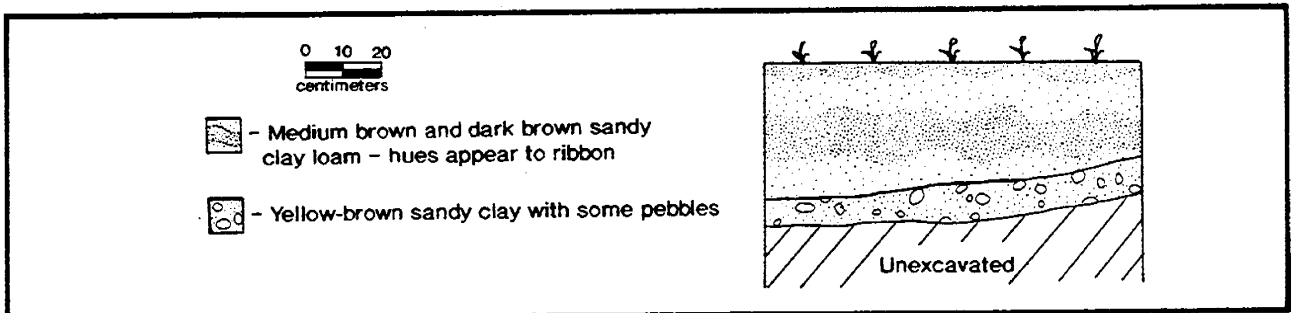 0 10 20
centimeters
- Medium brown and dark brown sandy
clay loam - hues appear to ribbon
- Yellow-brown sandy clay with some pebbles
Unexcavated